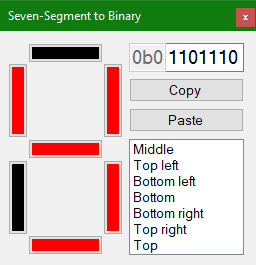 Seven-Segment to Binary
x
0b0 1101110
Copy
Paste
Middle
Top left
Bottom left
Bottom
Bottom right
Top right
Top